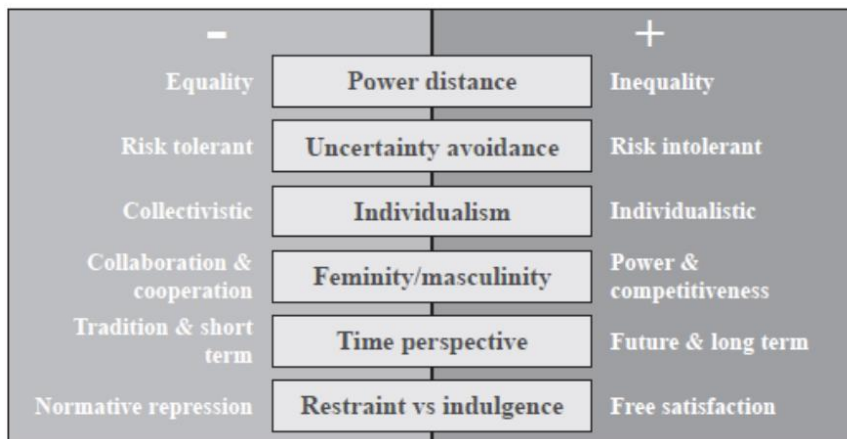 - +
Equality Power distance Inequality
Risk tolerant Uncertainty avoidance Risk intolerant
Collectivistic Individualism Individualistic
Collaboration &
cooperation Feminity/masculinity Power &
competitiveness
Tradition & short
term Time perspective Future & long term
Normative repression Restraint vs indulgence Free satisfaction